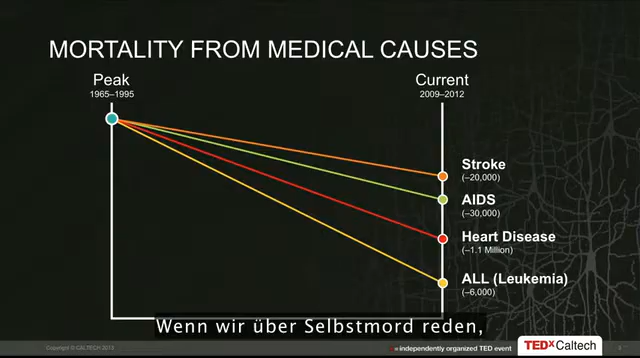 MORTALITY FROM MEDICAL CAUSES
Peak
1965–1995
Current
2009–2012
Stroke
(–20,000)
AIDS
(–30,000)
Heart Disease
(–1.1 Million)
ALL (Leukemia)
(–6,000)
Wenn wir über Selbstmord reden,
Copyright © CALTECH 2013
x = independently organized TED event
TEDxCaltech
3